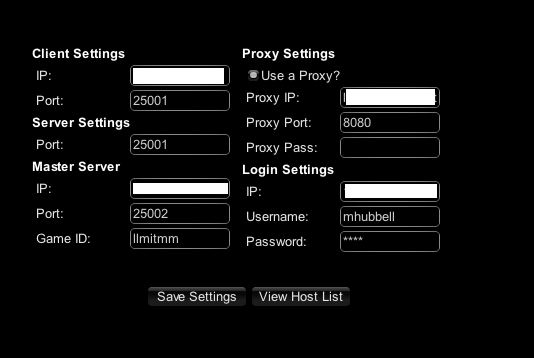 Client Settings
IP:
Port: 25001
Server Settings
Port: 25001
Master Server
IP:
Port: 25002
Game ID: llmitmm
Proxy Settings
Use a Proxy?
Proxy IP:
Proxy Port: 8080
Proxy Pass:
Login Settings
IP:
Username: mhubbell
Password: ****
Save Settings View Host List